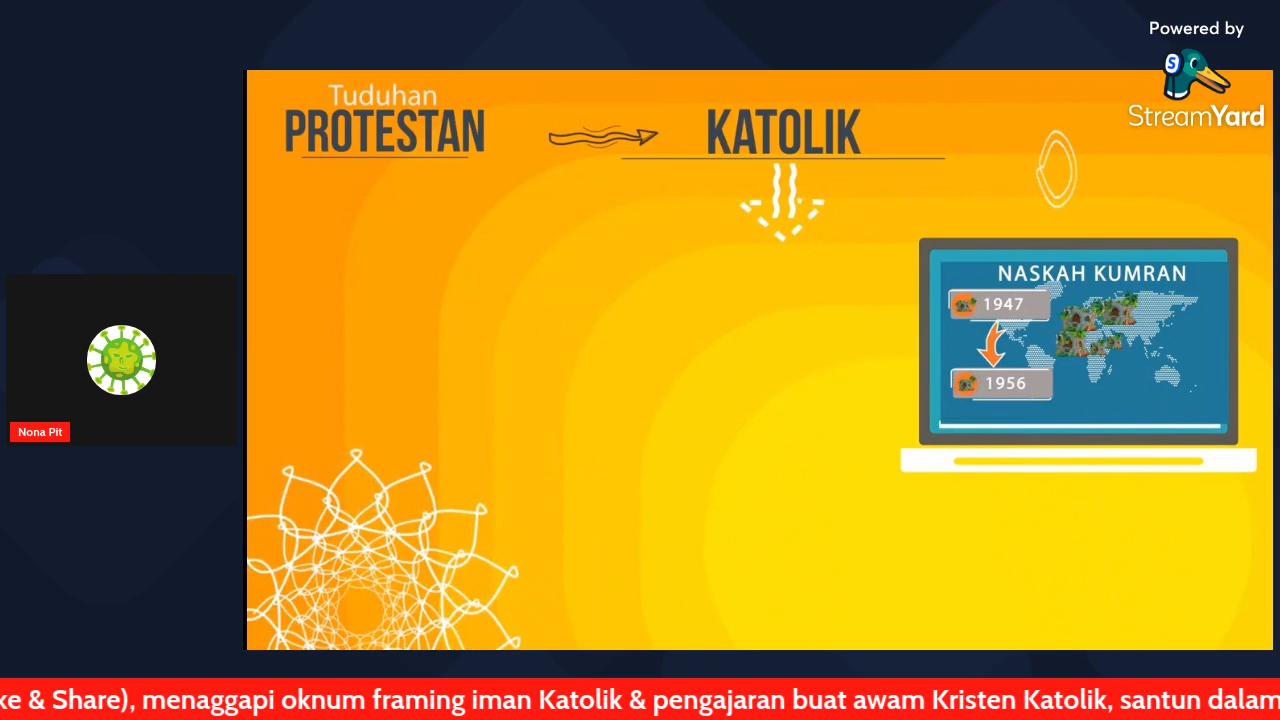 Powered by
StreamYard
Tuduhan
PROTESTAN
KATOLIK
NASKAH KUMRAN
1947
1956
Nona Pit
ke & Share), menaggapi oknum framing iman Katolik & pengajaran buat awam Kristen Katolik, santun dalam